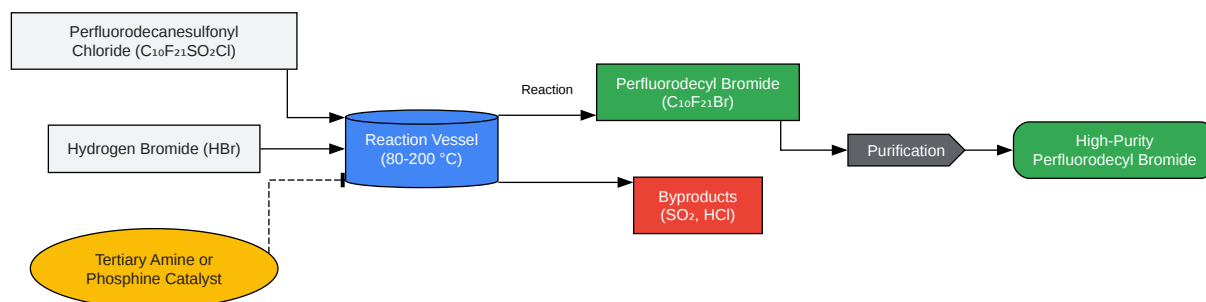 Perfluorodecanesulfonyl
Chloride (C₁₀F₂₁SO₂Cl)
Hydrogen Bromide (HBr)
Tertiary Amine or
Phosphine Catalyst
Reaction Vessel
(80-200 °C)
Reaction
Perfluorodecyl Bromide
(C₁₀F₂₁Br)
Byproducts
(SO₂, HCl)
Purification
High-Purity
Perfluorodecyl Bromide